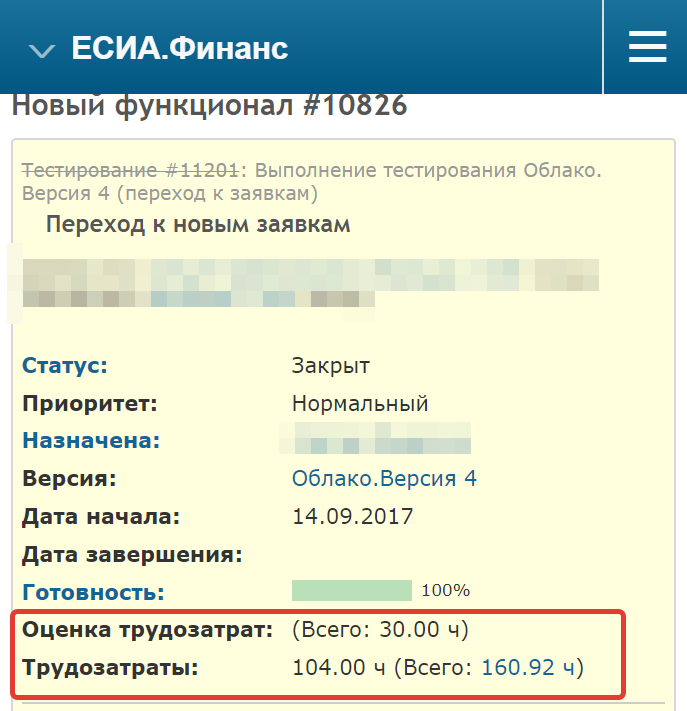 ЕСИА.Финанс
Новый функционал #10826
Тестирование #11201: Выполнение тестирования Облако.
Версия 4 (переход к заявкам)
Переход к новым заявкам
Статус: Закрыт
Приоритет: Нормальный
Назначена:
Версия: Облако.Версия 4
Дата начала: 14.09.2017
Дата завершения:
Готовность: 100%
Оценка трудозатрат: (Всего: 30.00 ч)
Трудозатраты: 104.00 ч (Всего: 160.92 ч)